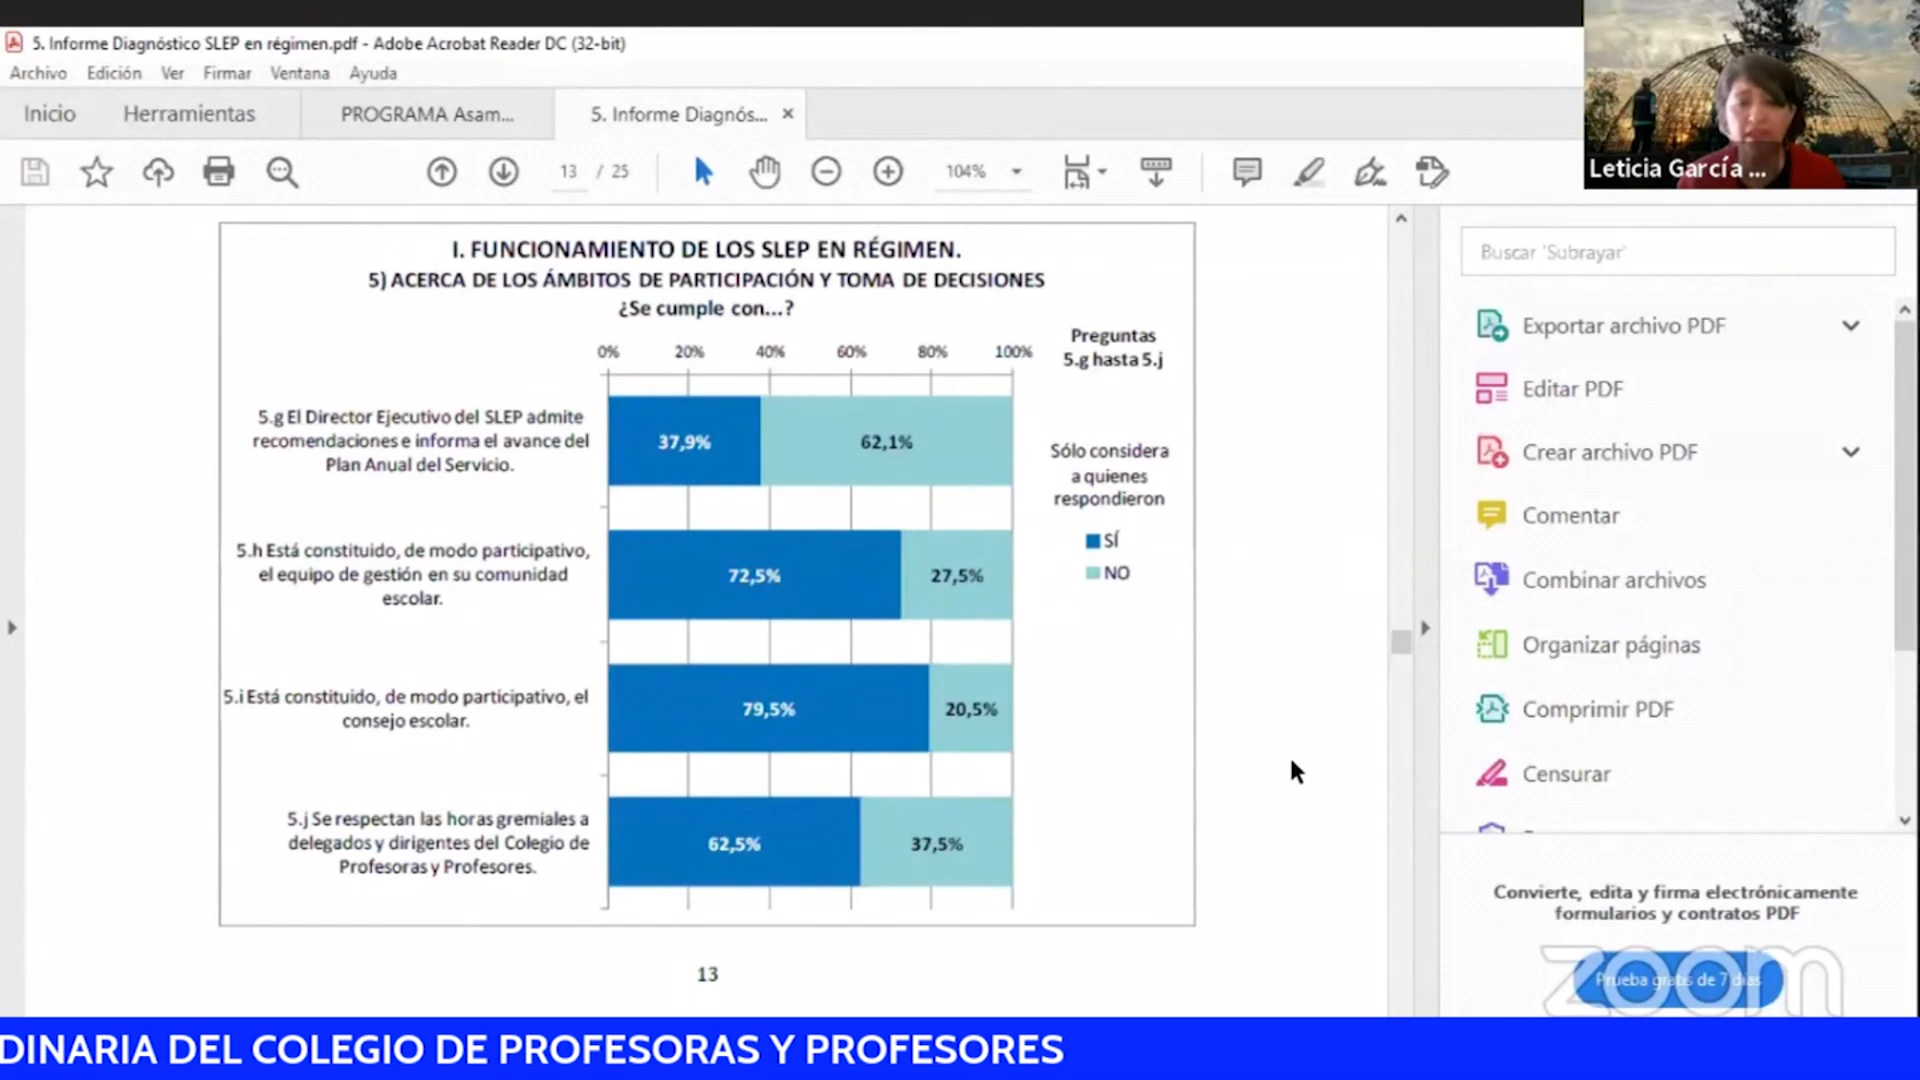 5. Informe Diagnóstico SLEP en régimen.pdf - Adobe Acrobat Reader DC (32-bit)
Archivo Edición Ver Firmar Ventana Ayuda
Inicio Herramientas PROGRAMA Asam... 5. Informe Diagnós... ×
13 / 25 104%
Leticia García ...
I. FUNCIONAMIENTO DE LOS SLEP EN RÉGIMEN.
5) ACERCA DE LOS ÁMBITOS DE PARTICIPACIÓN Y TOMA DE DECISIONES
¿Se cumple con...?
0% 20% 40% 60% 80% 100%
Preguntas
5.g hasta 5.j
5.g El Director Ejecutivo del SLEP admite
recomendaciones e informa el avance del
Plan Anual del Servicio.
37,9% 62,1%
5.h Está constituido, de modo participativo,
el equipo de gestión en su comunidad
escolar.
72,5% 27,5%
5.i Está constituido, de modo participativo, el
consejo escolar.
79,5% 20,5%
5.j Se respectan las horas gremiales a
delegados y dirigentes del Colegio de
Profesoras y Profesores.
62,5% 37,5%
Sólo considera
a quienes
respondieron
SÍ
NO
13
Buscar 'Subrayar'
Exportar archivo PDF
Editar PDF
Crear archivo PDF
Comentar
Combinar archivos
Organizar páginas
Comprimir PDF
Censurar
Convierte, edita y firma electrónicamente
formularios y contratos PDF
Prueba gratis de 7 días
zoom
DINARIA DEL COLEGIO DE PROFESORAS Y PROFESORES